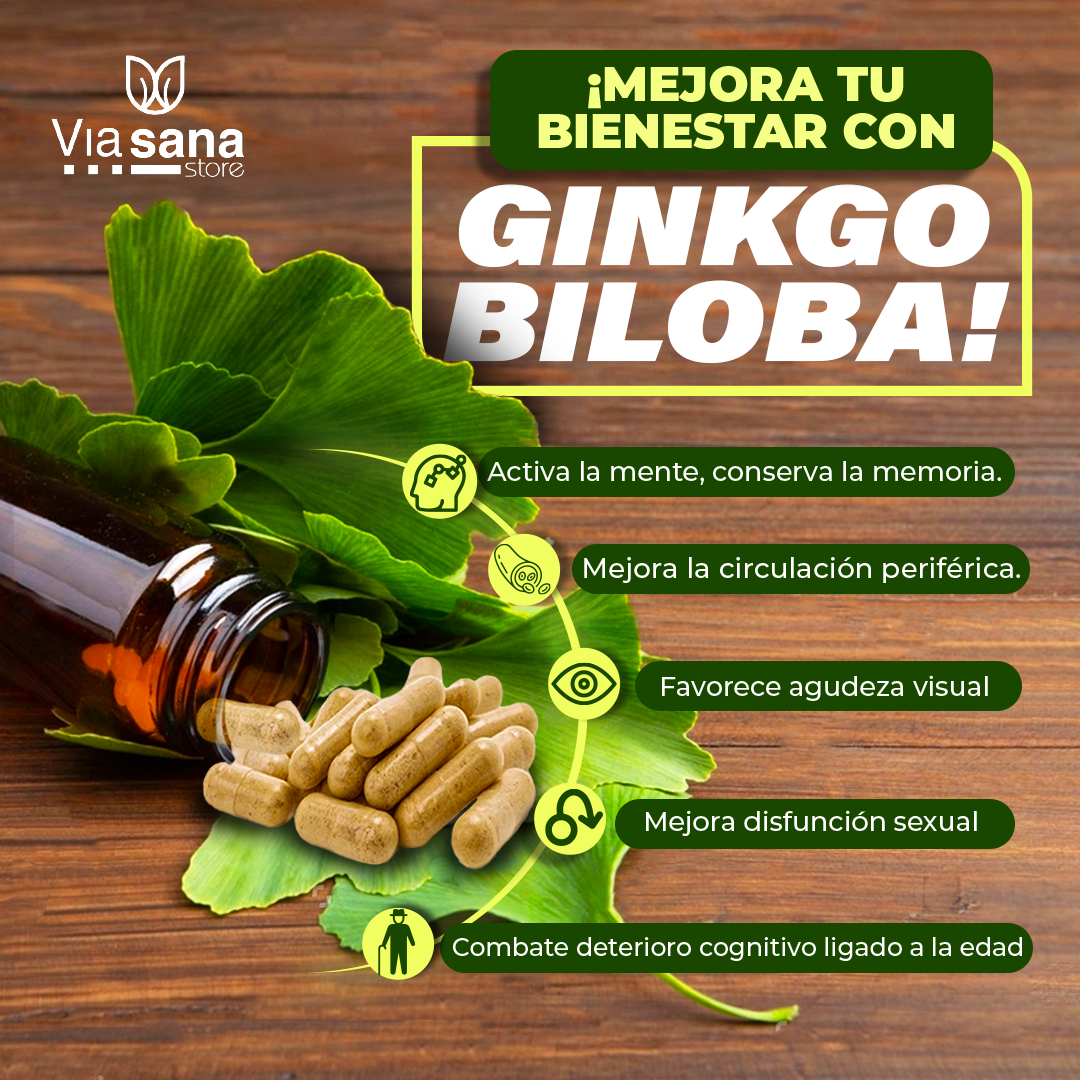 Vıa sana
store
¡MEJORA TU
BIENESTAR CON
GINKGO
BILOBA!
Activa la mente, conserva la memoria.
Mejora la circulación periférica.
Favorece agudeza visual
Mejora disfunción sexual
Combate deterioro cognitivo ligado a la edad